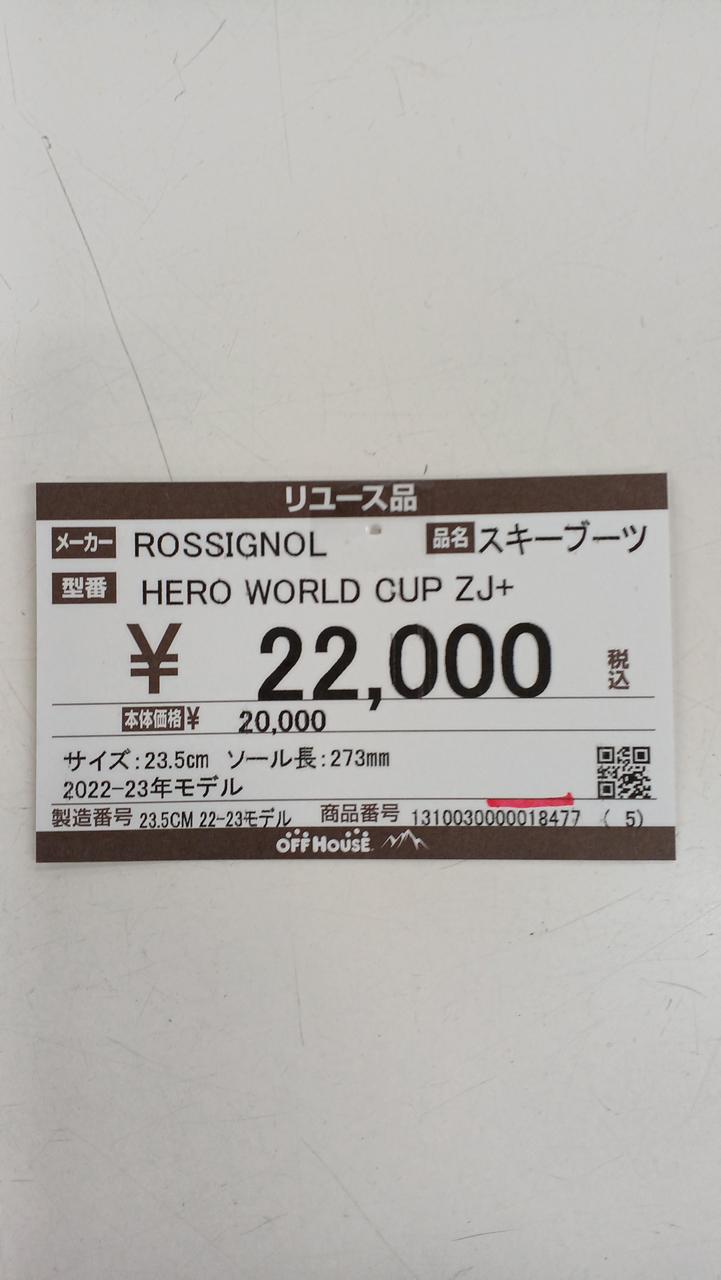 リユース品
メーカー ROSSIGNOL 品名 スキーブーツ
型番 HERO WORLD CUP ZJ+
¥ 22,000 税込
本体価格¥ 20,000
サイズ:23.5cm ソール長:273mm
2022-23年モデル
製造番号 23.5CM 22-23モデル 商品番号 1310030000018477 ( 5)
OFF HOUSE